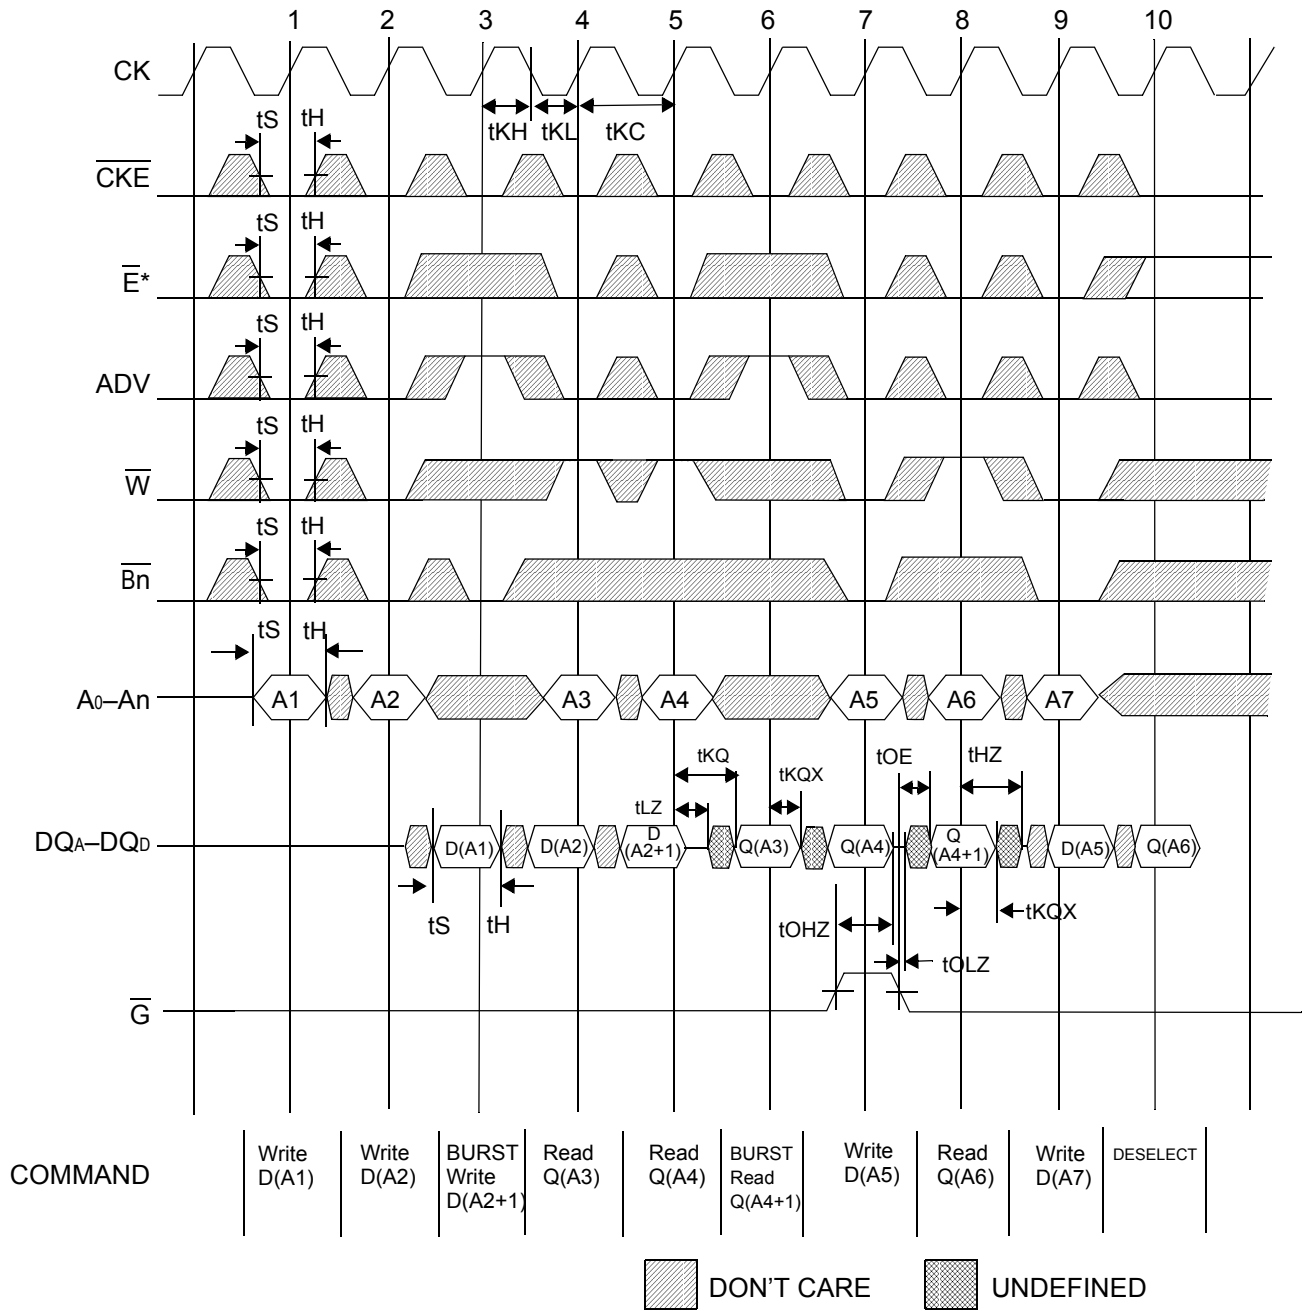 1 2 3 4 5 6 7 8 9 10
CK
tKH tKL tKC
tS tH
CKE
tS tH
E*
tS tH
ADV
tS tH
W
tS tH
Bn
tS tH
A0–An A1 A2 A3 A4 A5 A6 A7
tKQ tKQX tOE tHZ
tLZ
DQA–DQD D(A1) D(A2) D (A2+1) Q(A3) Q(A4) Q (A4+1) D(A5) Q(A6)
tS tH tOHZ tKQX
tOLZ
G
COMMAND
Write
D(A1)
Write
D(A2)
BURST
Write
D(A2+1)
Read
Q(A3)
Read
Q(A4)
BURST
Read
Q(A4+1)
Write
D(A5)
Read
Q(A6)
Write
D(A7)
DESELECT
DON'T CARE UNDEFINED